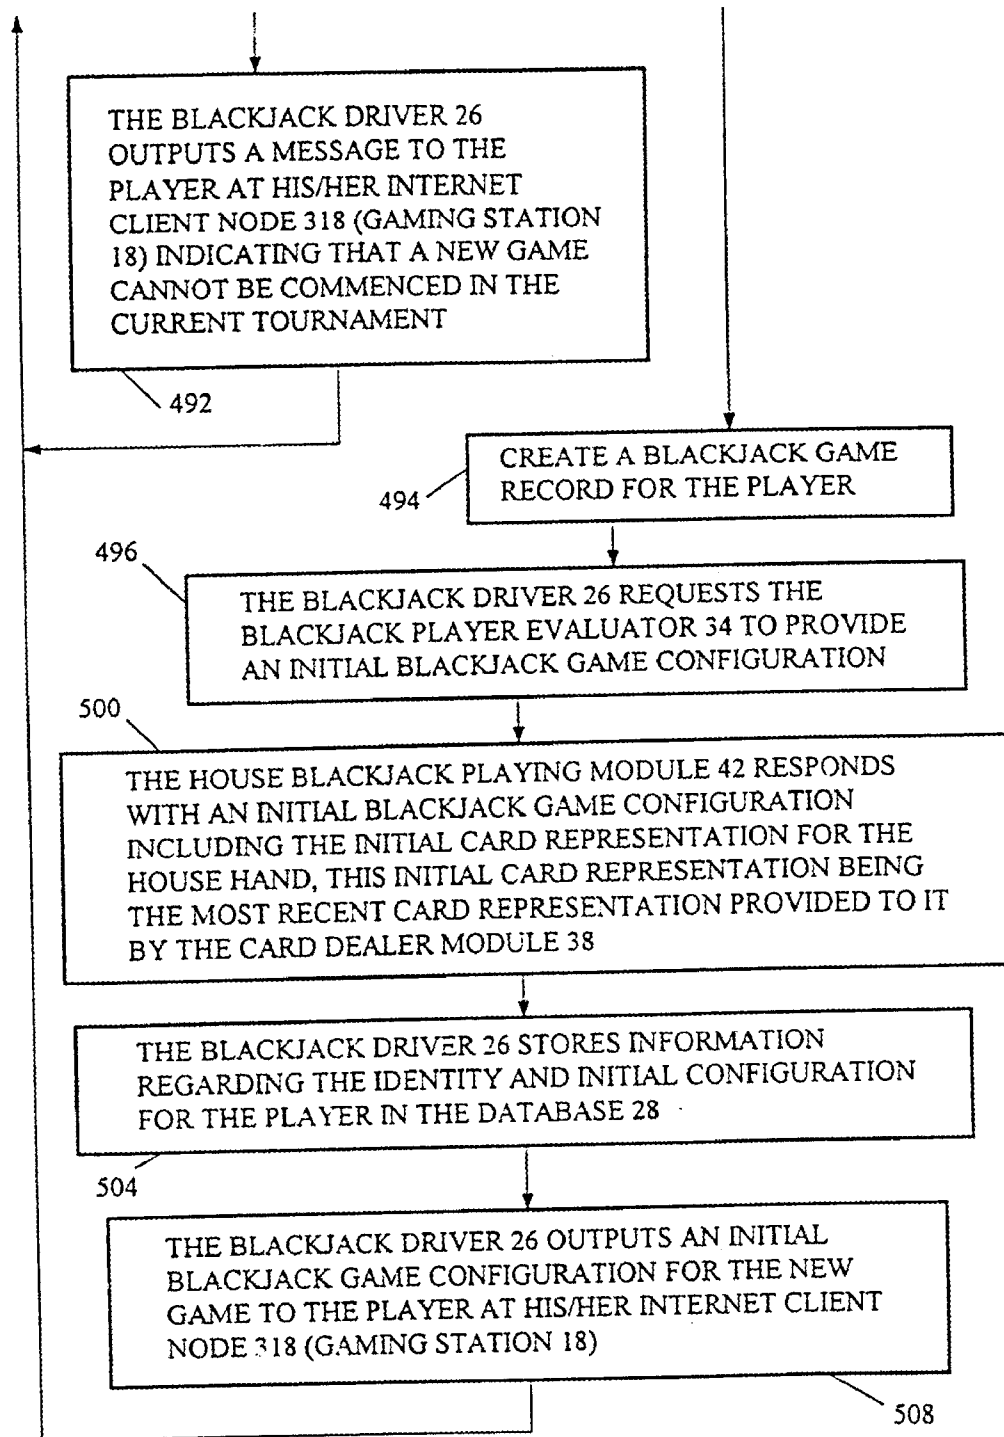 THE BLACKJACK DRIVER 26
OUTPUTS A MESSAGE TO THE
PLAYER AT HIS/HER INTERNET
CLIENT NODE 318 (GAMING STATION
18) INDICATING THAT A NEW GAME
CANNOT BE COMMENCED IN THE
CURRENT TOURNAMENT
492
CREATE A BLACKJACK GAME
RECORD FOR THE PLAYER
494
496
THE BLACKJACK DRIVER 26 REQUESTS THE
BLACKJACK PLAYER EVALUATOR 34 TO PROVIDE
AN INITIAL BLACKJACK GAME CONFIGURATION
500
THE HOUSE BLACKJACK PLAYING MODULE 42 RESPONDS
WITH AN INITIAL BLACKJACK GAME CONFIGURATION
INCLUDING THE INITIAL CARD REPRESENTATION FOR THE
HOUSE HAND, THIS INITIAL CARD REPRESENTATION BEING
THE MOST RECENT CARD REPRESENTATION PROVIDED TO IT
BY THE CARD DEALER MODULE 38
THE BLACKJACK DRIVER 26 STORES INFORMATION
REGARDING THE IDENTITY AND INITIAL CONFIGURATION
FOR THE PLAYER IN THE DATABASE 28
504
THE BLACKJACK DRIVER 26 OUTPUTS AN INITIAL
BLACKJACK GAME CONFIGURATION FOR THE NEW
GAME TO THE PLAYER AT HIS/HER INTERNET CLIENT
NODE 318 (GAMING STATION 18)
508